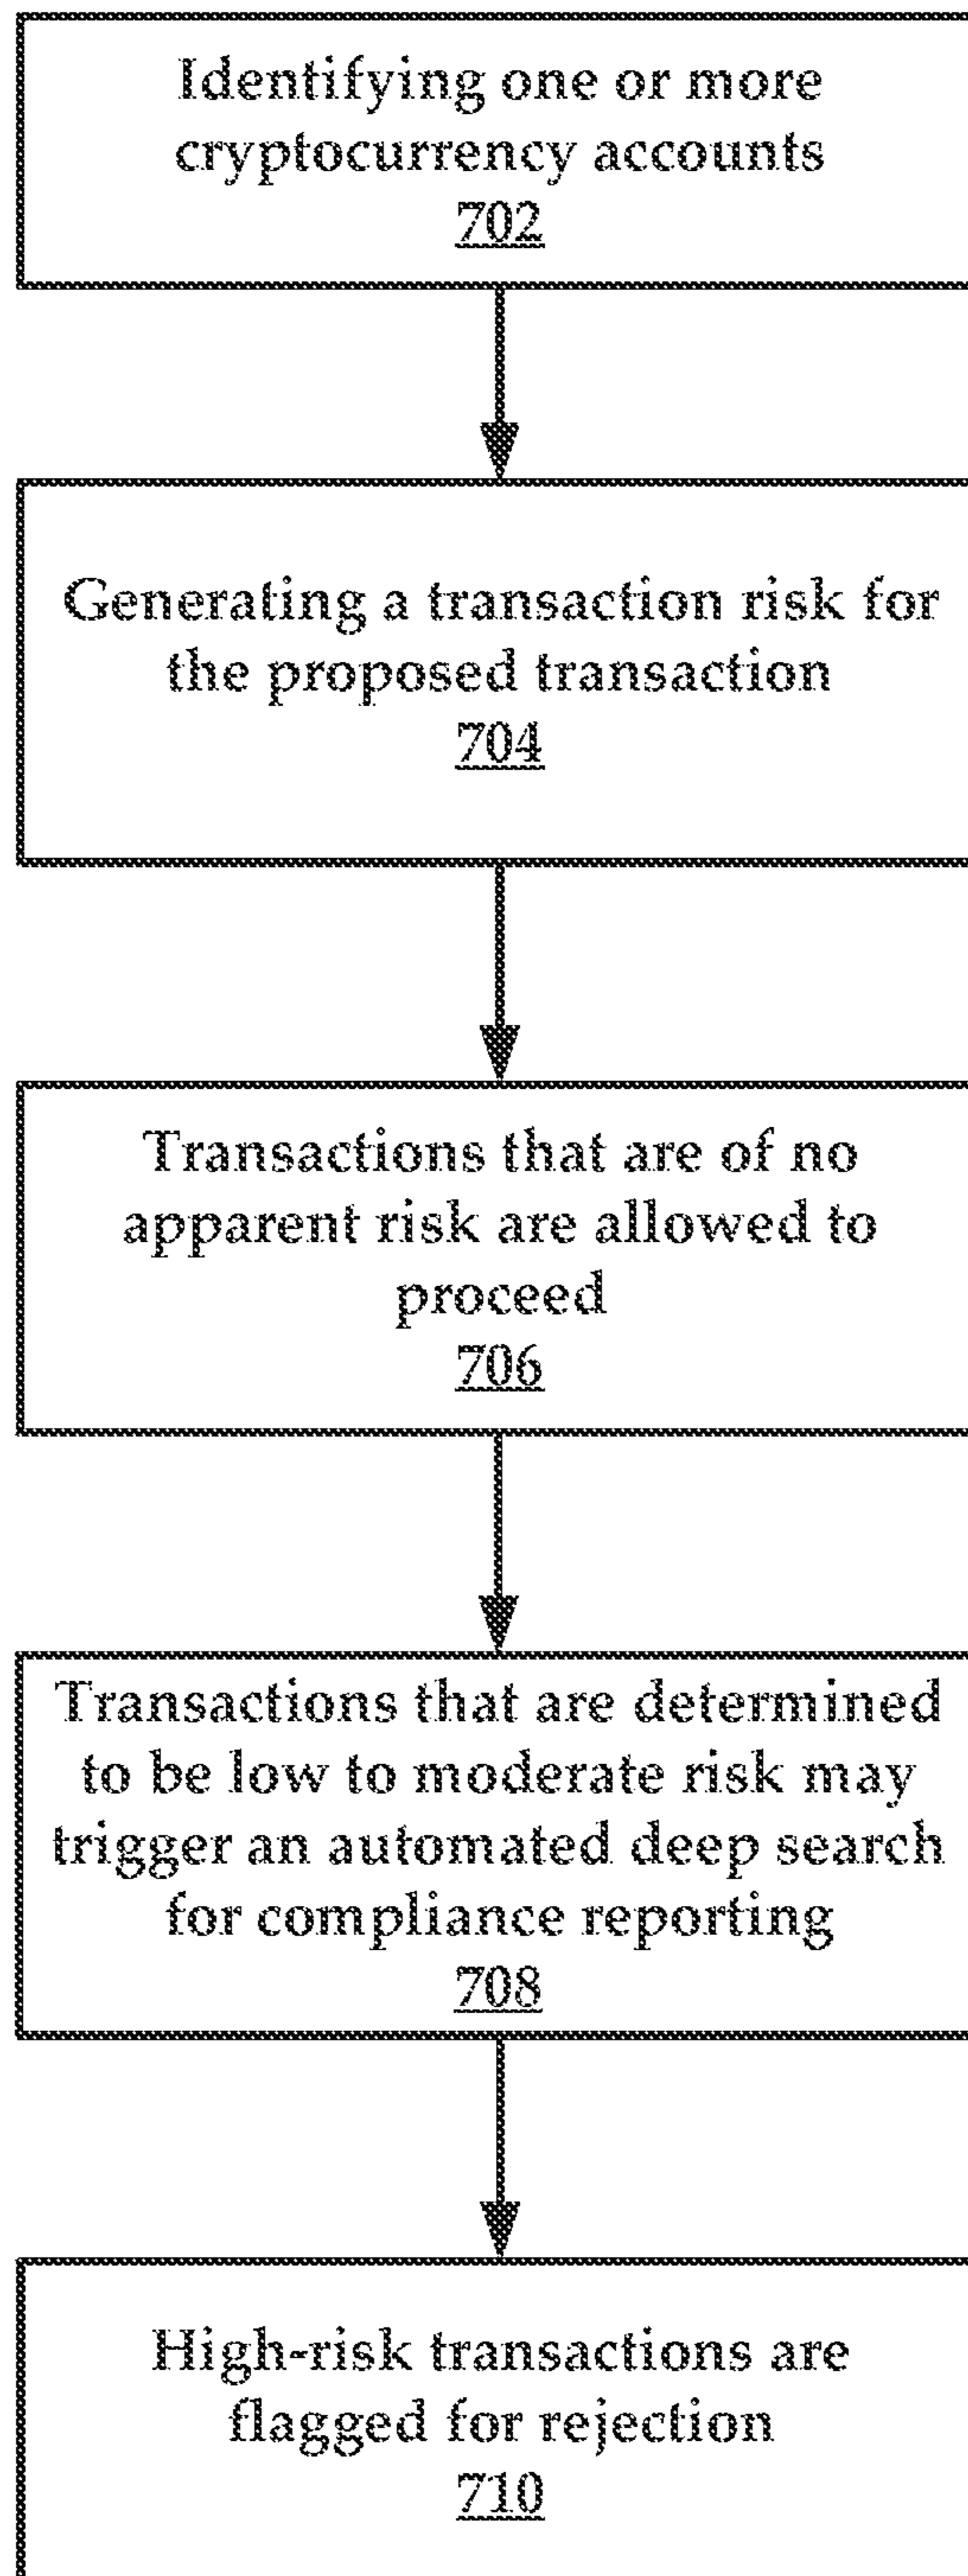 Identifying one or more
cryptocurrency accounts
702
Generating a transaction risk for
the proposed transaction
704
Transactions that are of no
apparent risk are allowed to
proceed
706
Transactions that are determined
to be low to moderate risk may
trigger an automated deep search
for compliance reporting
708
High-risk transactions are
flagged for rejection
710